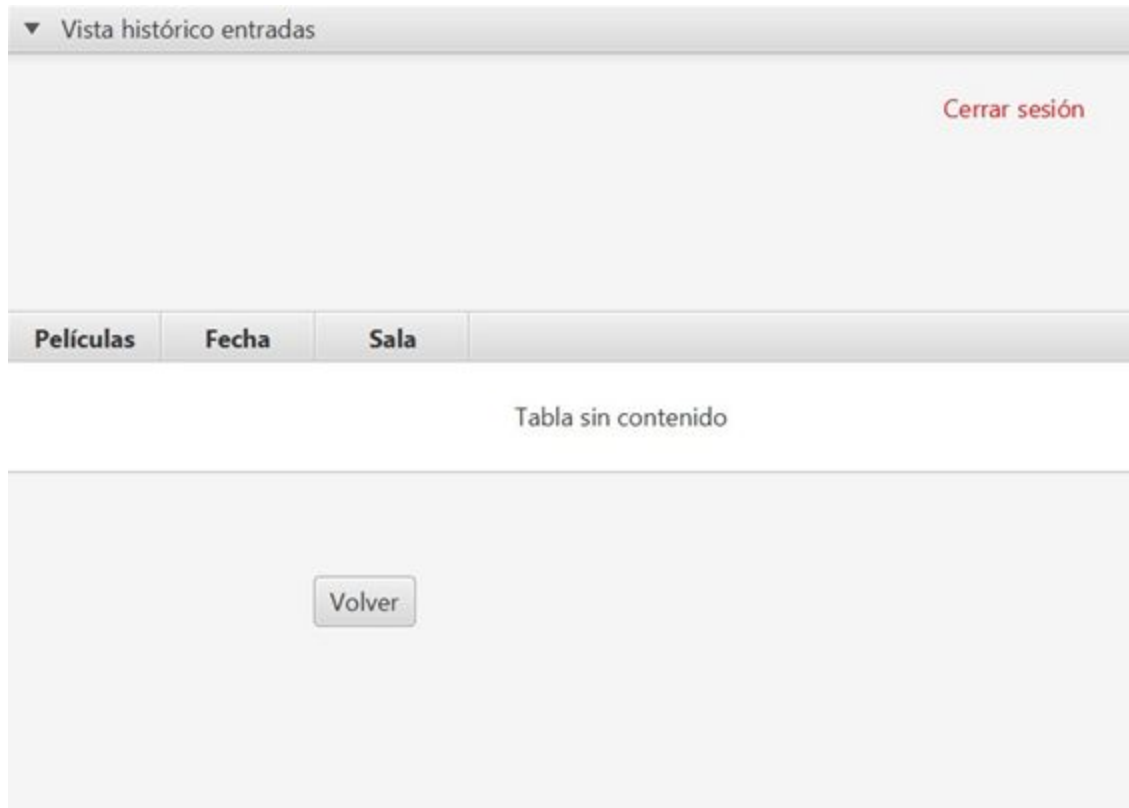 Vista histórico entradas
Cerrar sesión
Películas Fecha Sala
Tabla sin contenido
Volver